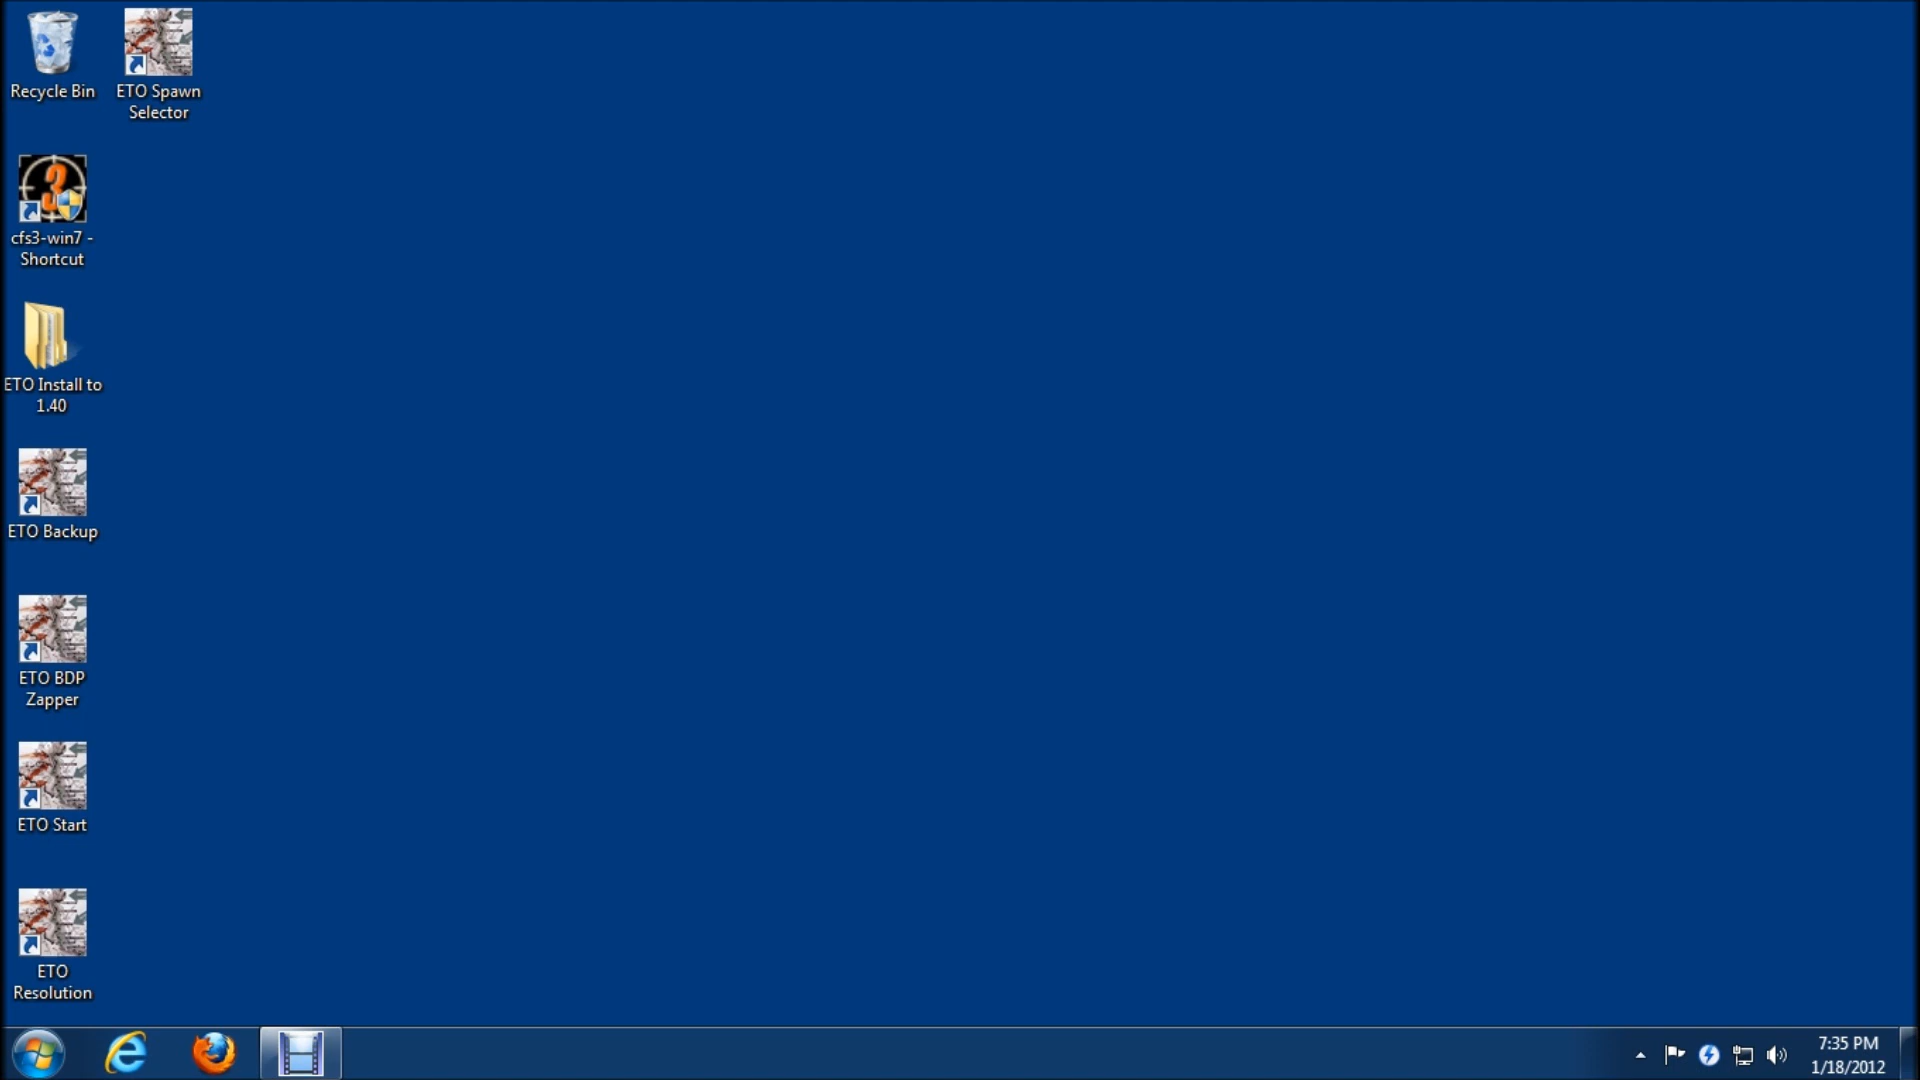 Recycle Bin
ETO Spawn
Selector
3
cfs3-win7 -
Shortcut
ETO Install to
1.40
ETO Backup
ETO BDP
Zapper
ETO Start
ETO
Resolution
7:35 PM
1/18/2012